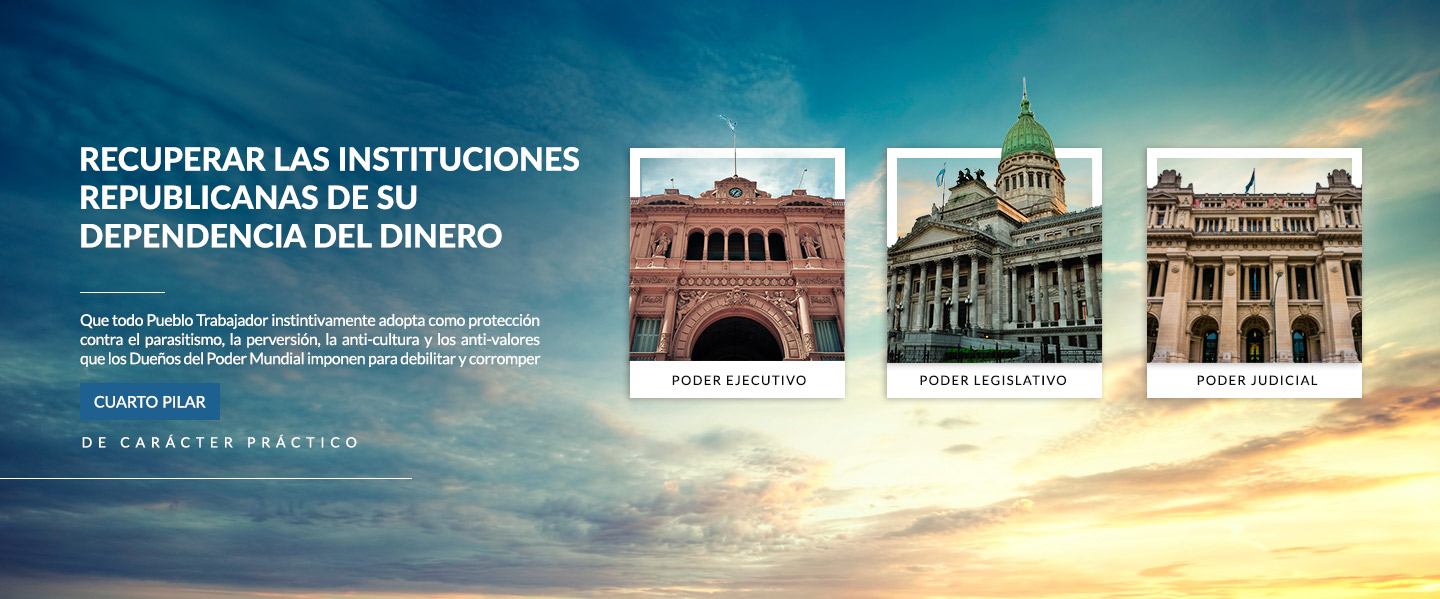 RECUPERAR LAS INSTITUCIONES
REPUBLICANAS DE SU
DEPENDENCIA DEL DINERO
Que todo Pueblo Trabajador instintivamente adopta como protección
contra el parasitismo, la perversión, la anti-cultura y los anti-valores
que los Dueños del Poder Mundial imponen para debilitar y corromper
CUARTO PILAR
DE CARÁCTER PRÁCTICO
PODER EJECUTIVO
PODER LEGISLATIVO
PODER JUDICIAL